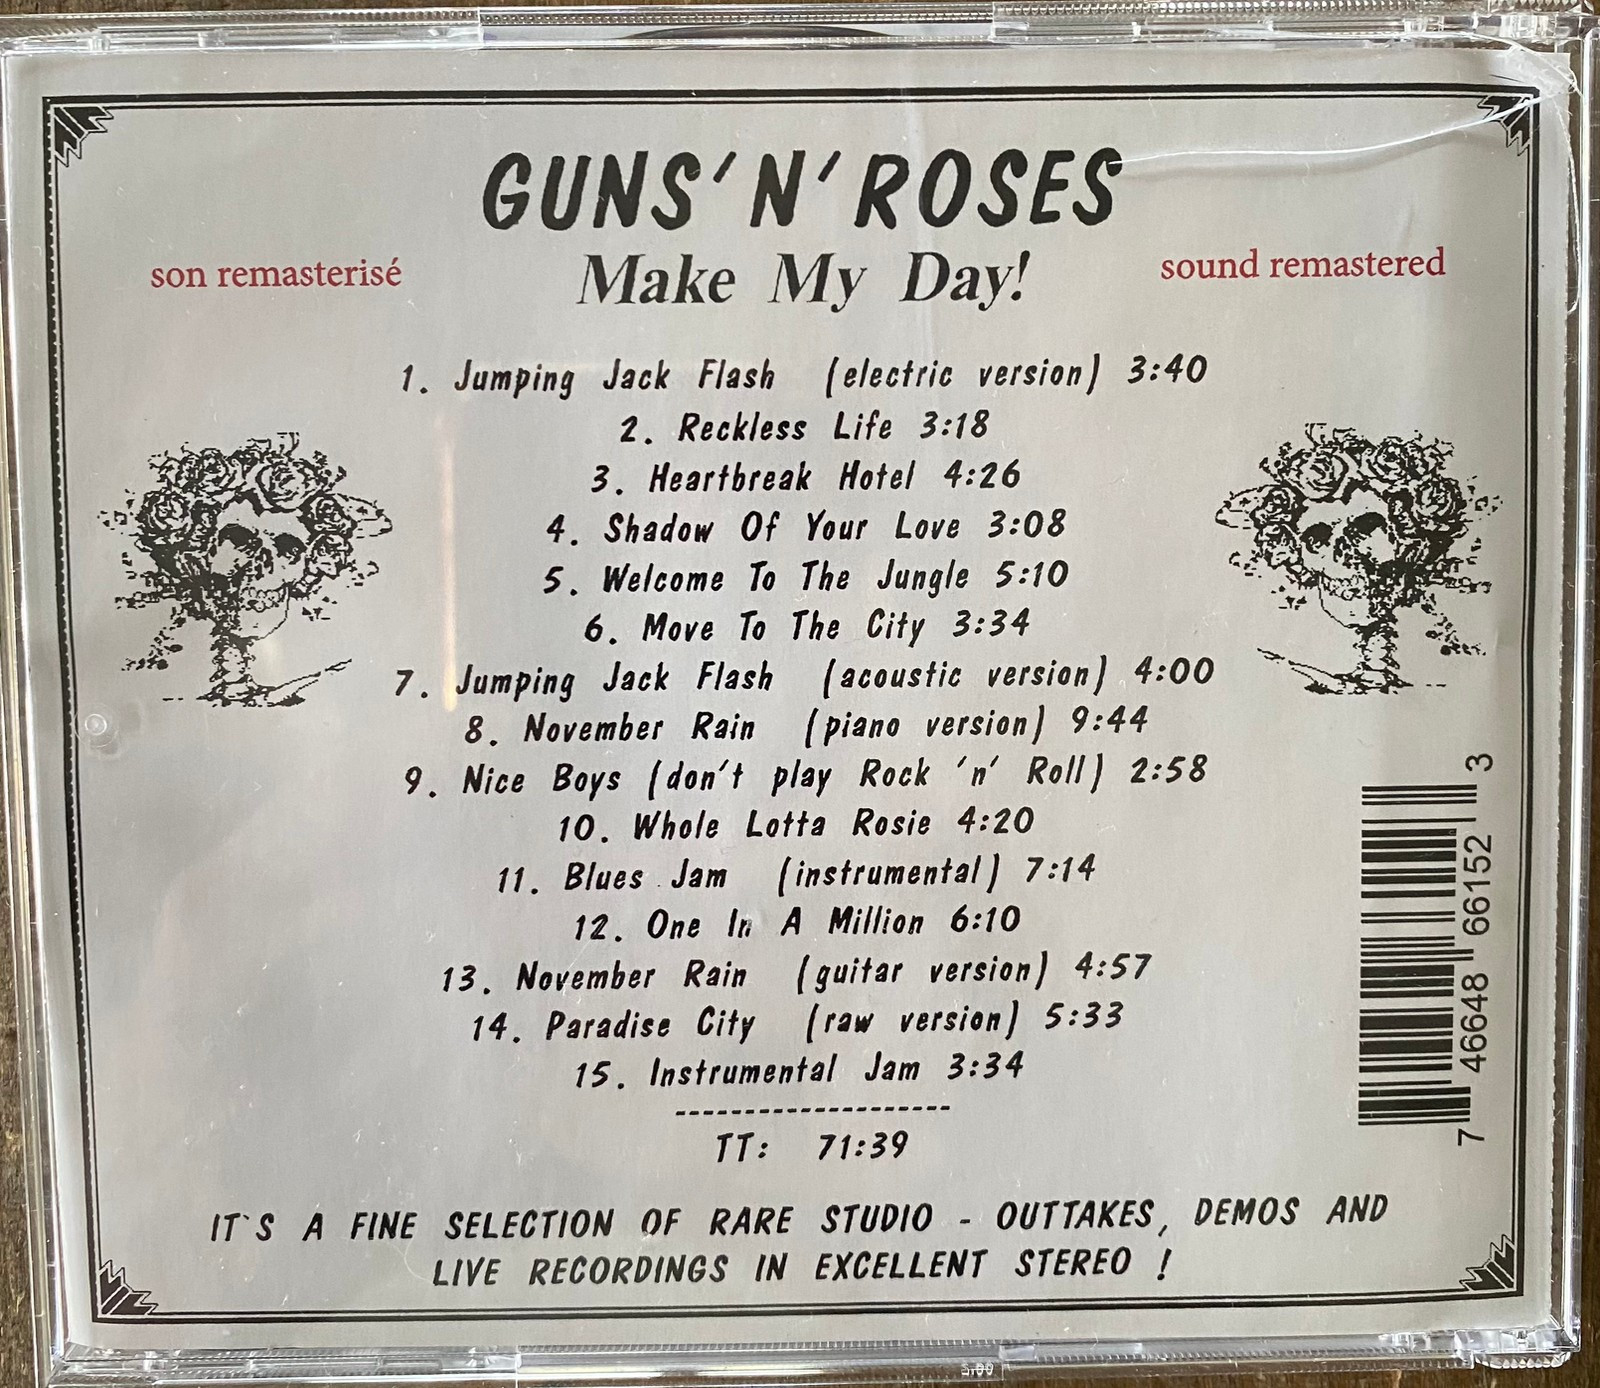 GUNS'N'ROSES
son remasterisé
Make My Day!
sound remastered
1. Jumping Jack Flash (electric version) 3:40
2. Reckless Life 3:18
3. Heartbreak Hotel 4:26
4. Shadow Of Your Love 3:08
5. Welcome To The Jungle 5:10
6. Move To The City 3:34
7. Jumping Jack Flash (acoustic version) 4:00
8. November Rain (piano version) 9:44
9. Nice Boys (don't play Rock 'n' Roll) 2:58
10. Whole Lotta Rosie 4:20
11. Blues Jam (instrumental) 7:14
12. One In A Million 6:10
13. November Rain (guitar version) 4:57
14. Paradise City (raw version) 5:33
15. Instrumental Jam 3:34
--------------------
TT: 71:39
IT`S A FINE SELECTION OF RARE STUDIO - OUTTAKES, DEMOS AND
LIVE RECORDINGS IN EXCELLENT STEREO !
7 46648 66152 3